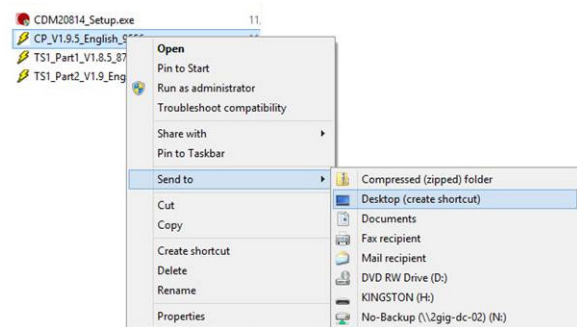 CDM20814_Setup.exe 11,
CP_V1.9.5_English_
TS1_Part1_V1.8.5_87
TS1_Part2_V1.9_Eng
Open
Pin to Start
Run as administrator
Troubleshoot compatibility
Share with
Pin to Taskbar
Send to
Cut
Copy
Create shortcut
Delete
Rename
Properties
Compressed (zipped) folder
Desktop (create shortcut)
Documents
Fax recipient
Mail recipient
DVD RW Drive (D:)
KINGSTON (H:)
No-Backup (\\2gig-dc-02) (N:)